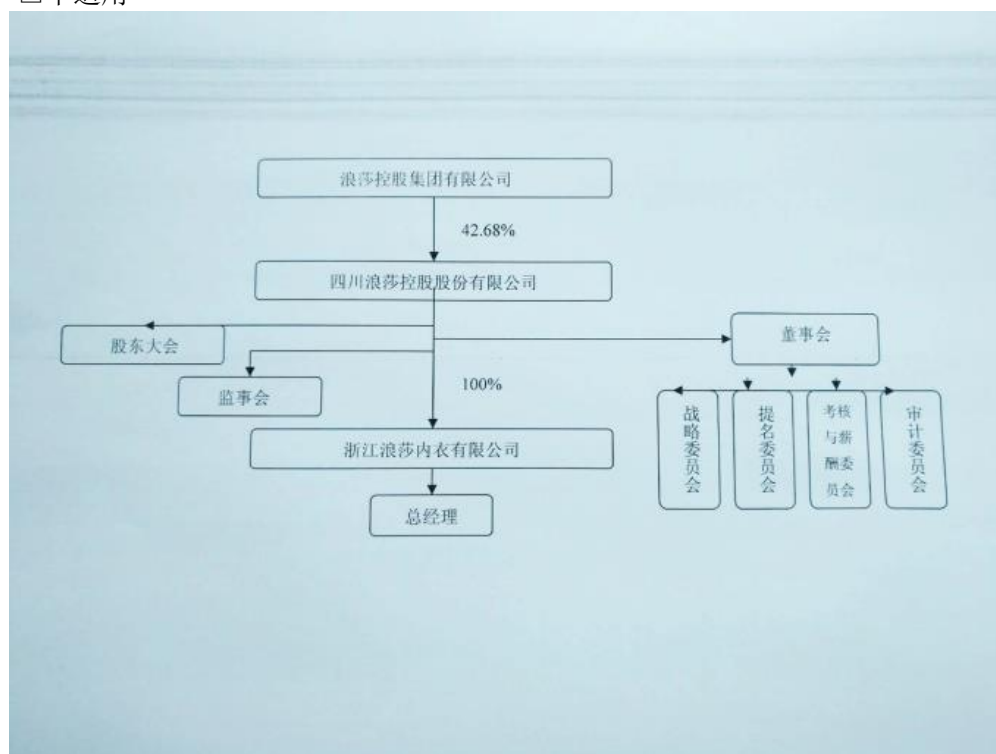 浪莎控股集团有限公司
42.68%
四川浪莎控股股份有限公司
股东大会
董事会
监事会
100%
浙江浪莎内衣有限公司
总经理
战略委员会
提名委员会
考核
与薪
酬委
员会
审计委员会